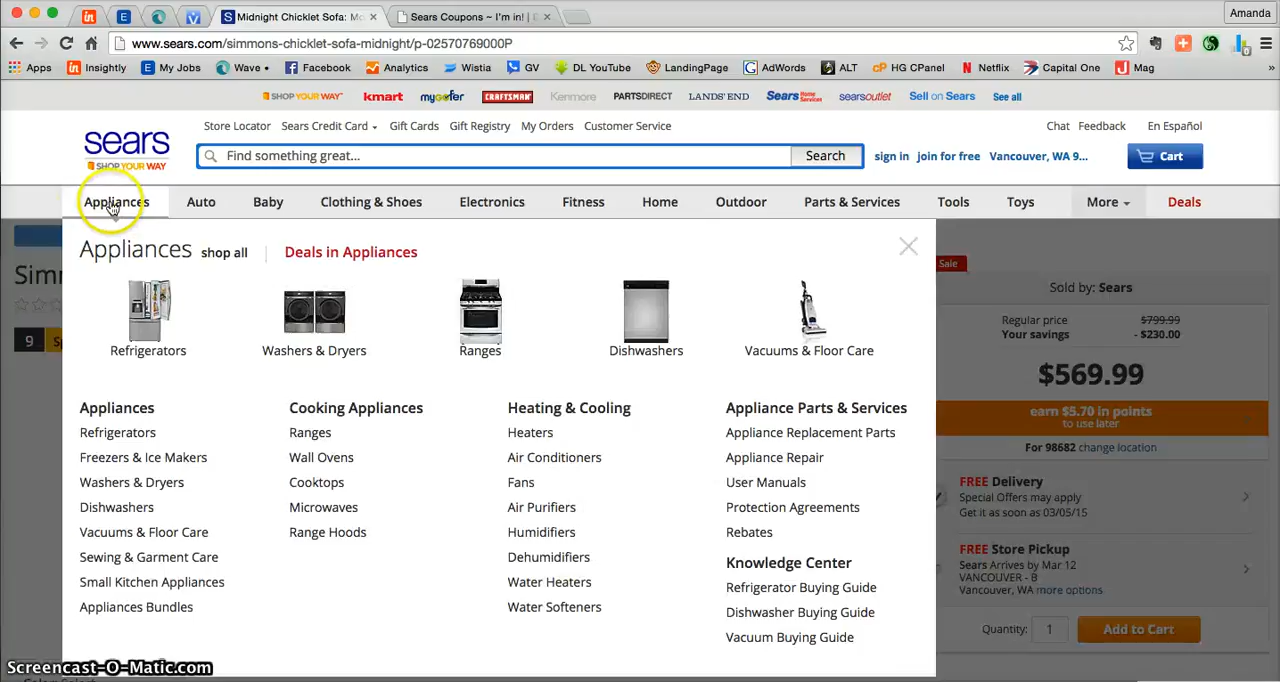 Midnight Chicklet Sofa: Mo
Sears Coupons ~ I'm in! | E
Amanda
www.sears.com/simmons-chicklet-sofa-midnight/p-02570768000P
Apps Insightly My Jobs Wave Facebook Analytics Wistia GV DL YouTube LandingPage AdWords ALT HG CPanel Netflix Capital One Mag »
SHOP YOUR WAY kmart mygofer CRAFTSMAN Kenmore PARTSDIRECT LANDS' END Sears Home Services searsoutlet Sell on Sears See all
Store Locator Sears Credit Card Gift Cards Gift Registry My Orders Customer Service Chat Feedback En Español
sears
SHOP YOUR WAY
Find something great... Search sign in join for free Vancouver, WA 9... Cart
Appliances Auto Baby Clothing & Shoes Electronics Fitness Home Outdoor Parts & Services Tools Toys More Deals
Appliances shop all Deals in Appliances
Refrigerators Washers & Dryers Ranges Dishwashers Vacuums & Floor Care
Appliances
Refrigerators
Freezers & Ice Makers
Washers & Dryers
Dishwashers
Vacuums & Floor Care
Sewing & Garment Care
Small Kitchen Appliances
Appliances Bundles
Cooking Appliances
Ranges
Wall Ovens
Cooktops
Microwaves
Range Hoods
Heating & Cooling
Heaters
Air Conditioners
Fans
Air Purifiers
Humidifiers
Dehumidifiers
Water Heaters
Water Softeners
Appliance Parts & Services
Appliance Replacement Parts
Appliance Repair
User Manuals
Protection Agreements
Rebates
Knowledge Center
Refrigerator Buying Guide
Dishwasher Buying Guide
Vacuum Buying Guide
Simm
9 Sp
Sale
Sold by: Sears
Regular price $799.99
Your savings - $230.00
$569.99
earn $5.70 in points
to use later
For 98682 change location
FREE Delivery
Special Offers may apply
Get it as soon as 03/05/15
FREE Store Pickup
Sears Arrives by Mar 12
VANCOUVER - B
Vancouver, WA more options
Quantity: 1 Add to Cart
Screencast-O-Matic.com